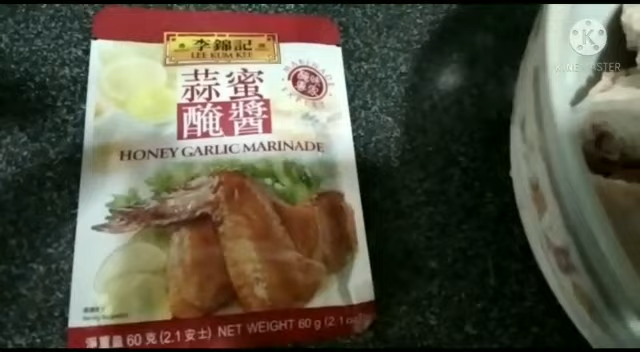 李錦記
LEE KUM KEE
蒜蜜
醃醬
HONEY GARLIC MARINADE
淨重量 60 克 (2.1 安士) NET WEIGHT 60 g (2.1 oz)
K
KINEMASTER